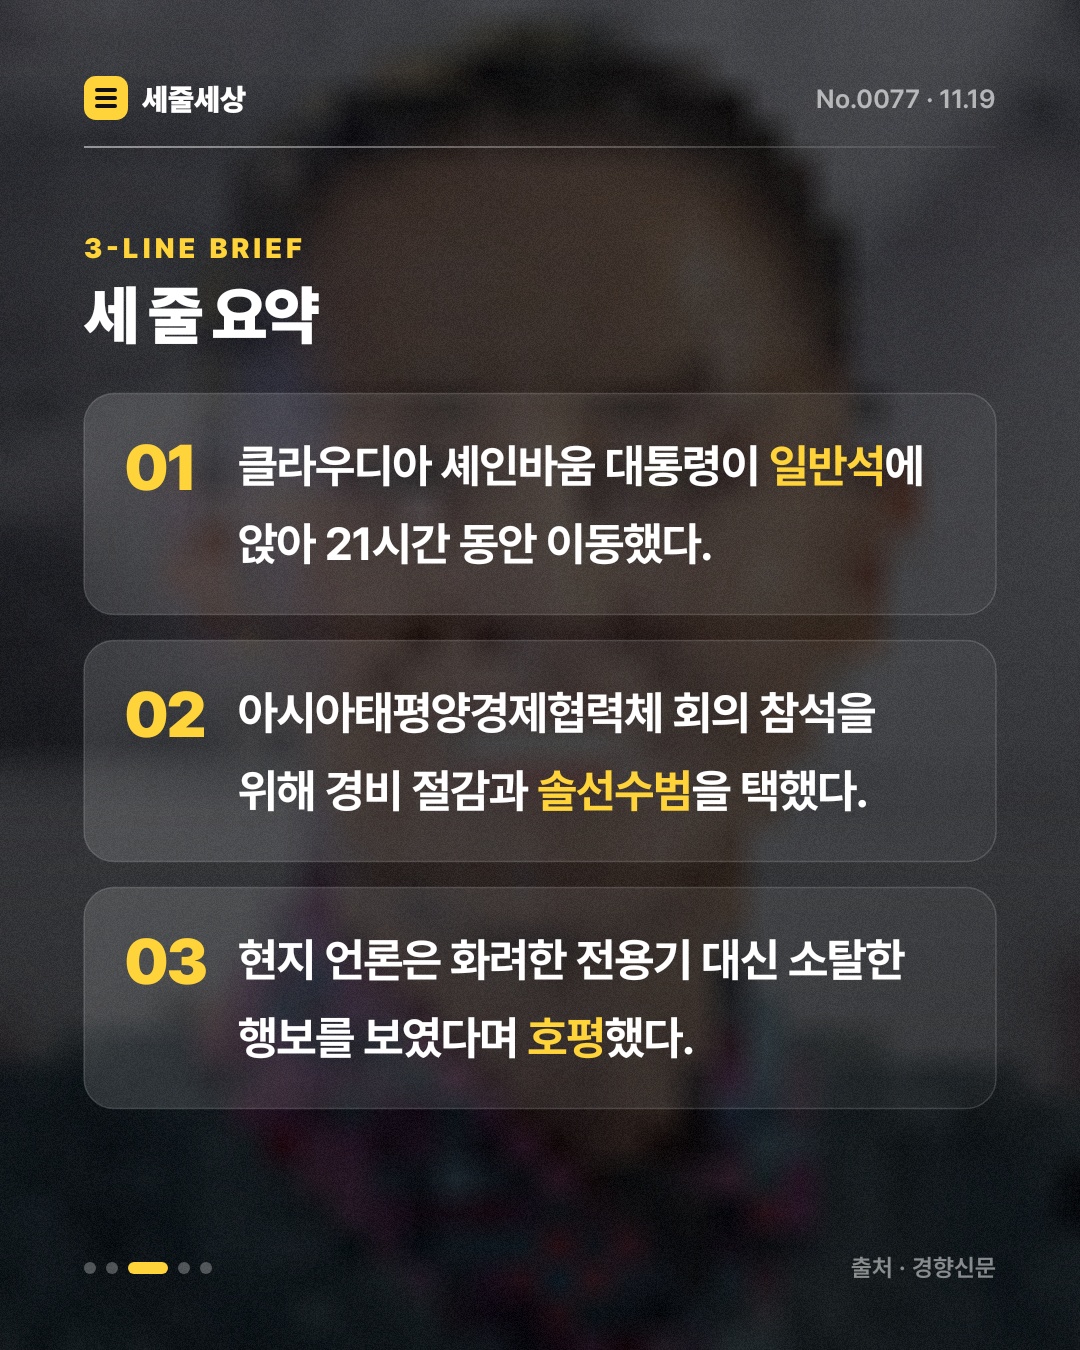 세줄세상
No.0077 · 11.19
3-LINE BRIEF
세 줄 요약
01
클라우디아 셰인바움 대통령이 일반석에
앉아 21시간 동안 이동했다.
02
아시아태평양경제협력체 회의 참석을
위해 경비 절감과 솔선수범을 택했다.
03
현지 언론은 화려한 전용기 대신 소탈한
행보를 보였다며 호평했다.
출처 · 경향신문